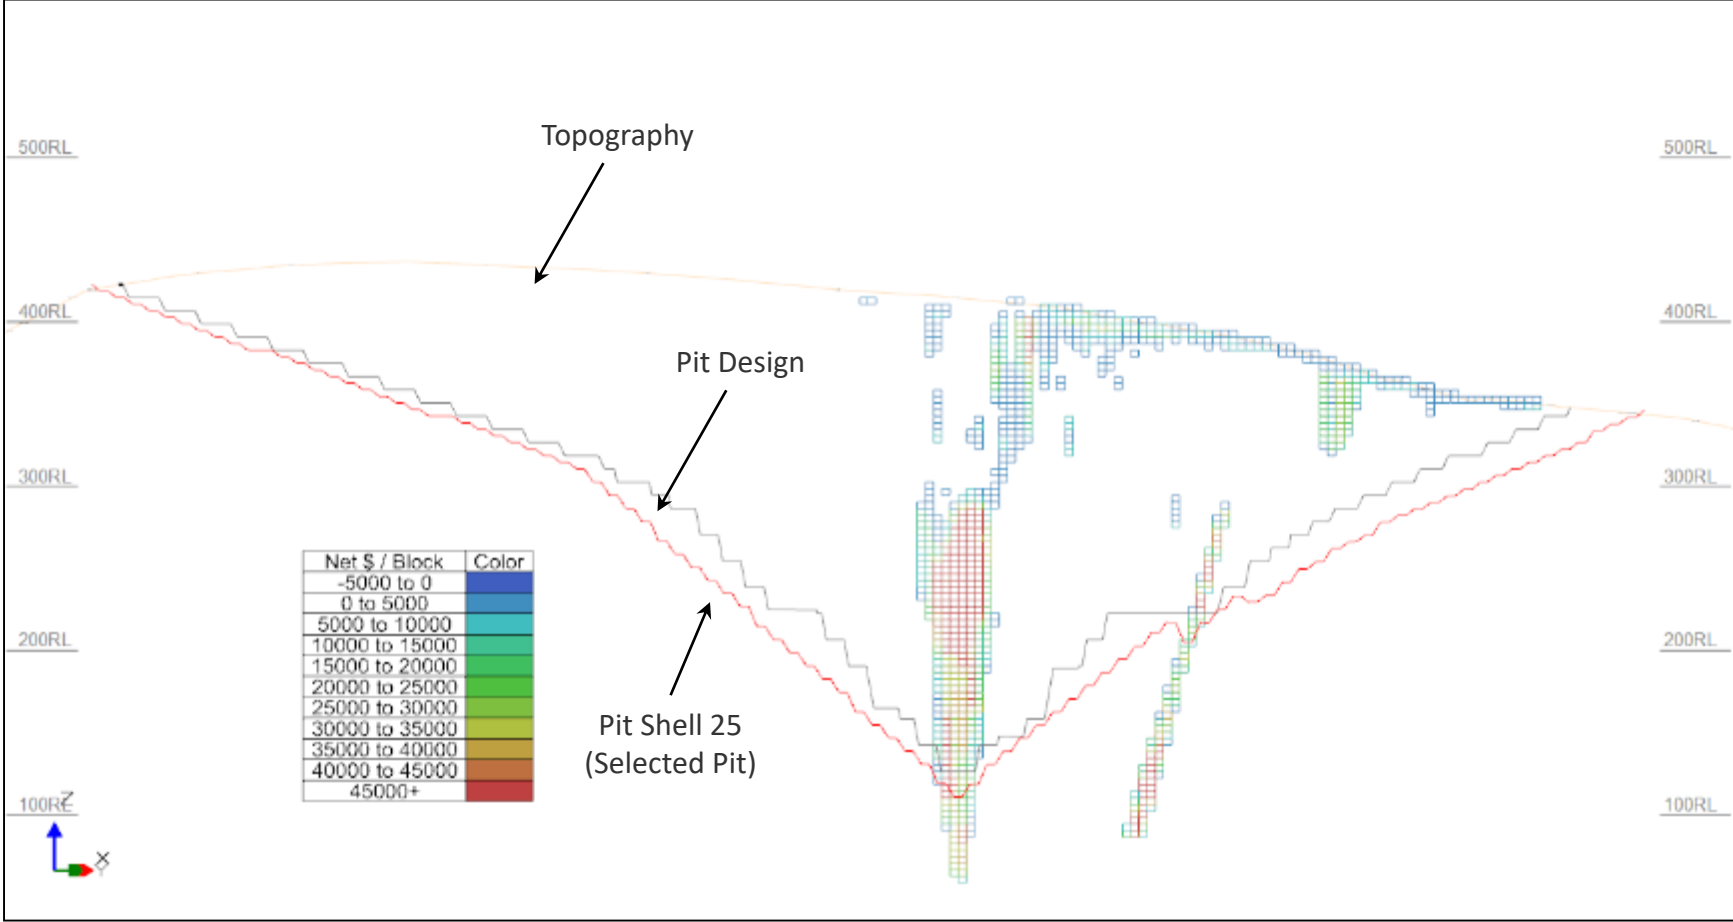 Topography
500RL
500RL
400RL
400RL
Pit Design
300RL
300RL
Net $ / Block Color
-5000 to 0
0 to 5000
5000 to 10000
10000 to 15000
15000 to 20000
20000 to 25000
25000 to 30000
30000 to 35000
35000 to 40000
40000 to 45000
45000+
200RL
200RL
Pit Shell 25
(Selected Pit)
100RL
100RL
Z
X
Y